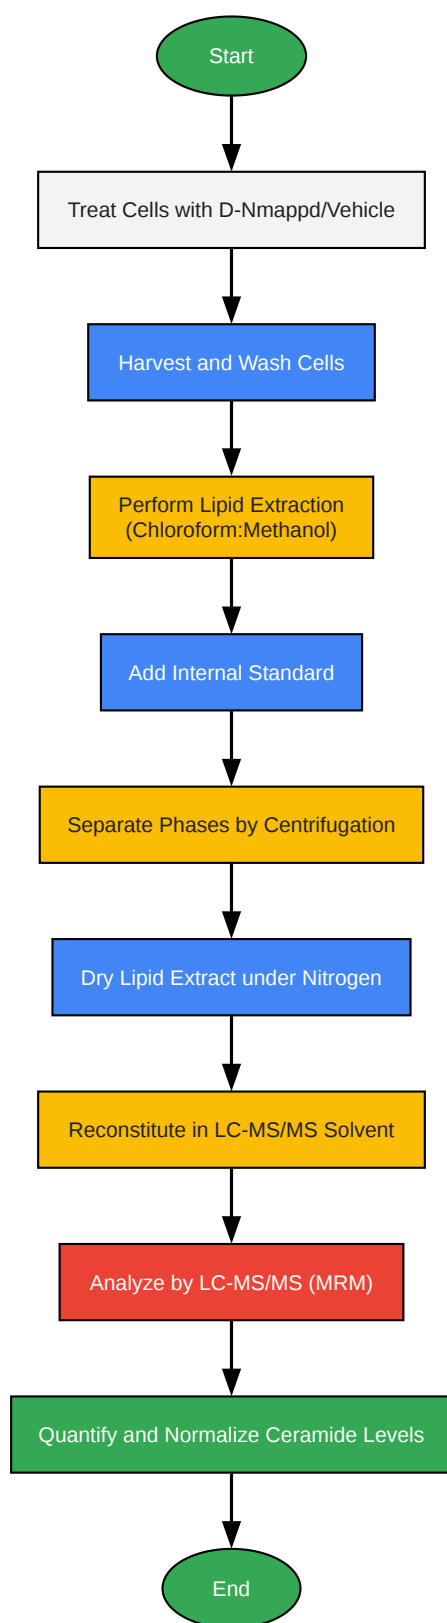 Start
Treat Cells with D-Nmappd/Vehicle
Harvest and Wash Cells
Perform Lipid Extraction
(Chloroform:Methanol)
Add Internal Standard
Separate Phases by Centrifugation
Dry Lipid Extract under Nitrogen
Reconstitute in LC-MS/MS Solvent
Analyze by LC-MS/MS (MRM)
Quantify and Normalize Ceramide Levels
End